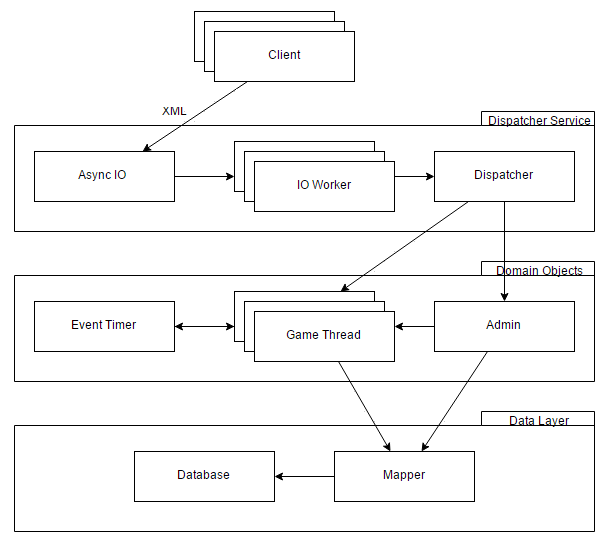 Client
XML
Dispatcher Service
Async IO
IO Worker
Dispatcher
Domain Objects
Event Timer
Game Thread
Admin
Data Layer
Database
Mapper